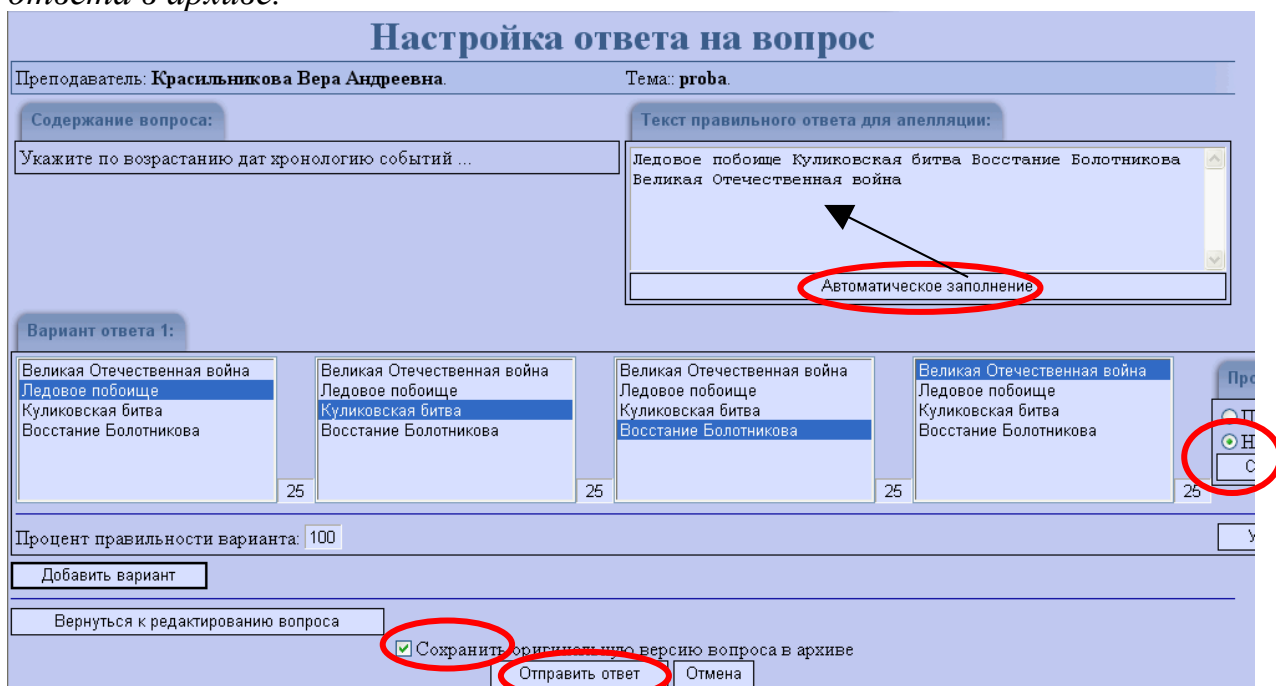 ответа в архиве.
Настройка ответа на вопрос
Преподаватель: Красильникова Вера Андреевна.
Тема:: proba.
Содержание вопроса:
Текст правильного ответа для апелляции:
Укажите по возрастанию дат хронологию событий ...
Ледовое побоище Куликовская битва Восстание Болотникова
Великая Отечественная война
Автоматическое заполнение
Вариант ответа 1:
Великая Отечественная война
Ледовое побоище
Куликовская битва
Восстание Болотникова
25
Великая Отечественная война
Ледовое побоище
Куликовская битва
Восстание Болотникова
25
Великая Отечественная война
Ледовое побоище
Куликовская битва
Восстание Болотникова
25
Великая Отечественная война
Ледовое побоище
Куликовская битва
Восстание Болотникова
25
Процент правильности варианта: 100
Добавить вариант
Вернуться к редактированию вопроса
Сохранить оригинальную версию вопроса в архиве
Отправить ответ
Отмена